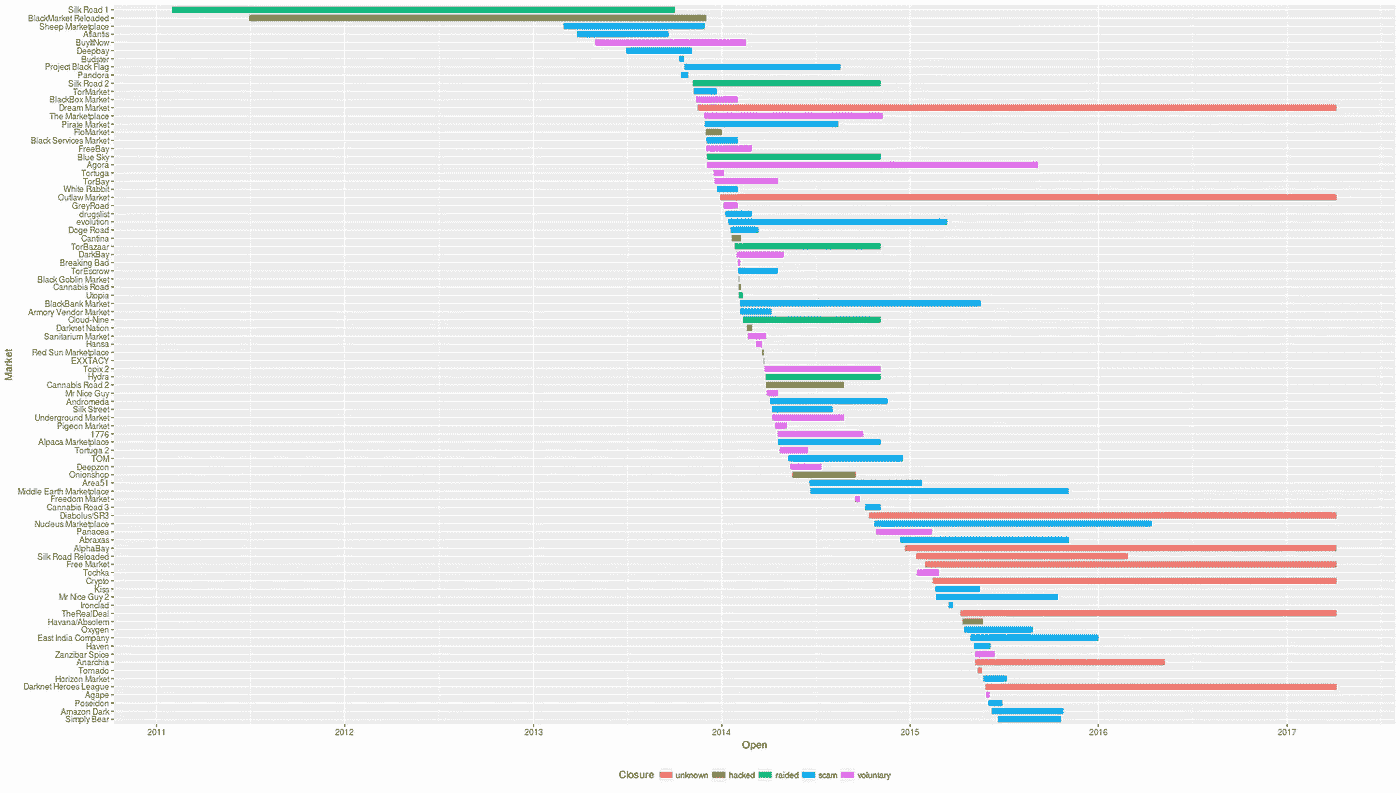 Silk Road 1
BlackMarket Reloaded
Sheep Marketplace
Atlantis
BuyItNow
Deepbay
Budster
Project Black Flag
Pandora
Silk Road 2
TorMarket
BlackBox Market
Dream Market
The Marketplace
Pirate Market
FloMarket
Black Services Market
FreeBay
Blue Sky
Agora
Tortuga
TorBay
White Rabbit
Outlaw Market
GreyRoad
drugslist
evolution
Doge Road
Cantina
TorBazaar
DarkBay
Breaking Bad
TorEscrow
Black Goblin Market
Cannabis Road
Utopia
BlackBank Market
Armory Vendor Market
Cloud-Nine
Darknet Nation
Sanitarium Market
Hansa
Red Sun Marketplace
EXXTACY
Topix 2
Hydra
Cannabis Road 2
Mr Nice Guy
Andromeda
Silk Street
Underground Market
Pigeon Market
1776
Alpaca Marketplace
Tortuga 2
TOM
Deepzon
Onionshop
Area51
Middle Earth Marketplace
Freedom Market
Cannabis Road 3
Diabolus/SR3
Nucleus Marketplace
Panacea
Abraxas
AlphaBay
Silk Road Reloaded
Free Market
Tochka
Crypto
Kiss
Mr Nice Guy 2
Ironclad
TheRealDeal
Havana/Absolem
Oxygen
East India Company
Haven
Zanzibar Spice
Anarchia
Tornado
Horizon Market
Darknet Heroes League
Agape
Poseidon
Amazon Dark
Simply Bear
Market
2011 2012 2013 2014 2015 2016 2017
Open
Closure unknown hacked raided scam voluntary